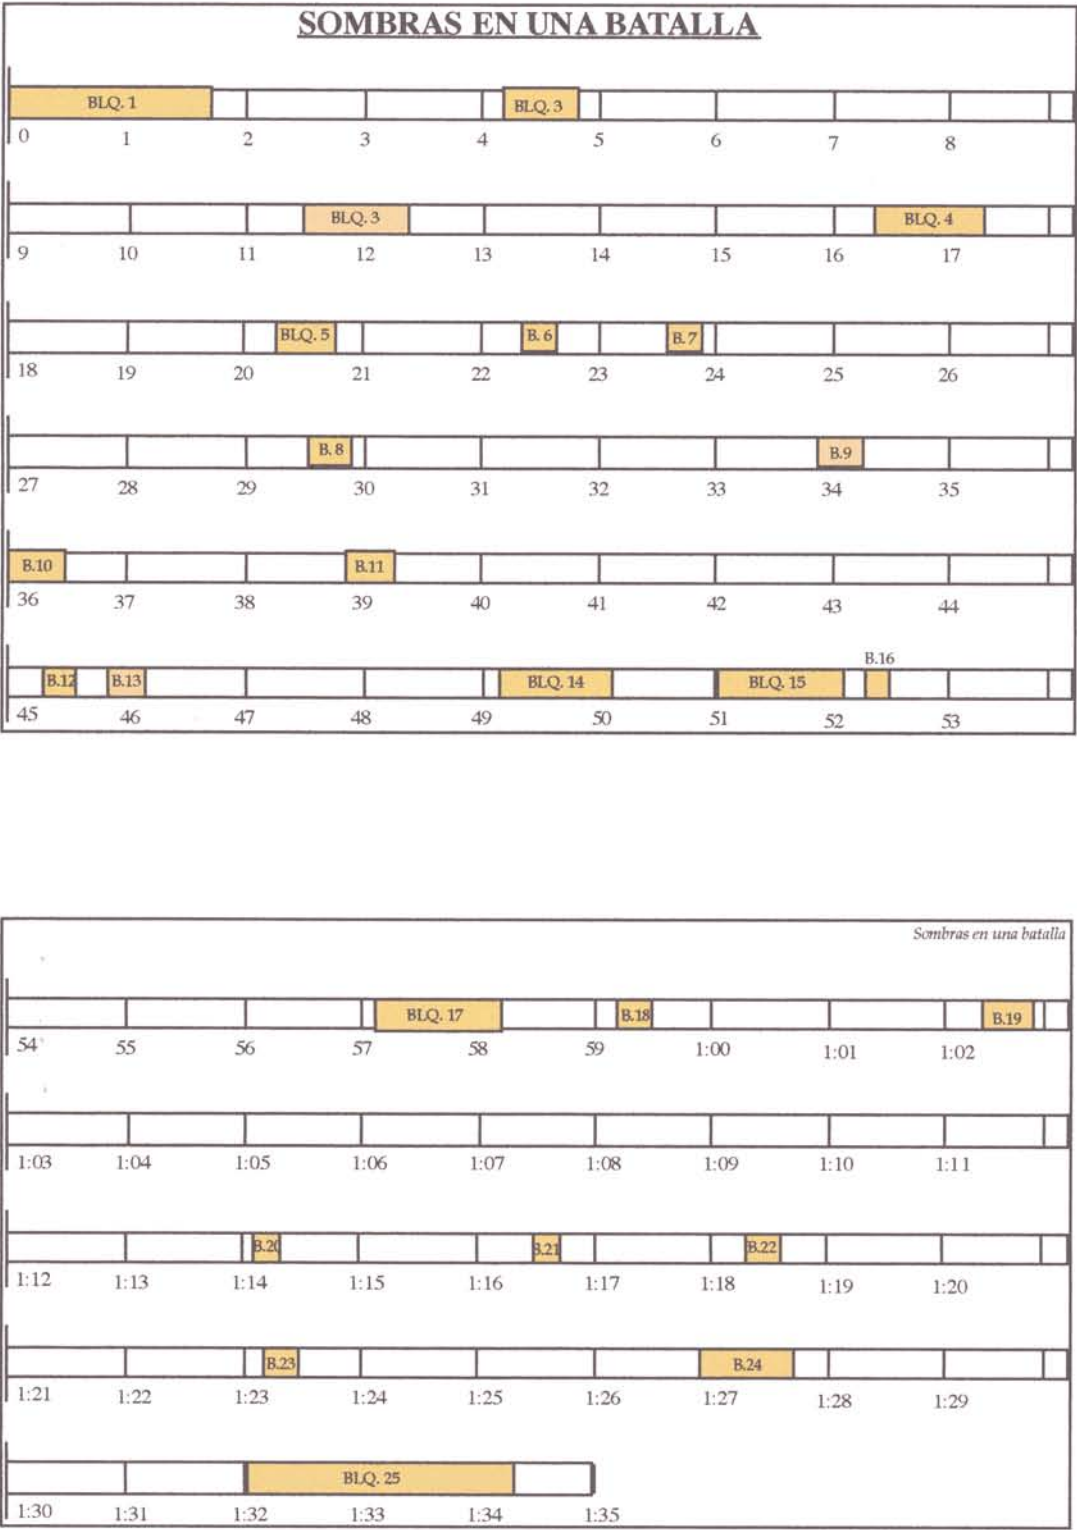 SOMBRAS EN UNA BATALLA
BLQ. 1 BLQ. 3
0 1 2 3 4 5 6 7 8
BLQ. 3 BLQ. 4
9 10 11 12 13 14 15 16 17
BLQ. 5 B. 6 B. 7
18 19 20 21 22 23 24 25 26
B. 8 B.9
27 28 29 30 31 32 33 34 35
B.10 B.11
36 37 38 39 40 41 42 43 44
B.16
B.12 B.13 BLQ. 14 BLQ. 15
45 46 47 48 49 50 51 52 53
Sombras en una batalla
BLQ. 17 B.18 B.19
54 55 56 57 58 59 1:00 1:01 1:02
1:03 1:04 1:05 1:06 1:07 1:08 1:09 1:10 1:11
B.20 B.21 B.22
1:12 1:13 1:14 1:15 1:16 1:17 1:18 1:19 1:20
B.23 B.24
1:21 1:22 1:23 1:24 1:25 1:26 1:27 1:28 1:29
BLQ. 25
1:30 1:31 1:32 1:33 1:34 1:35